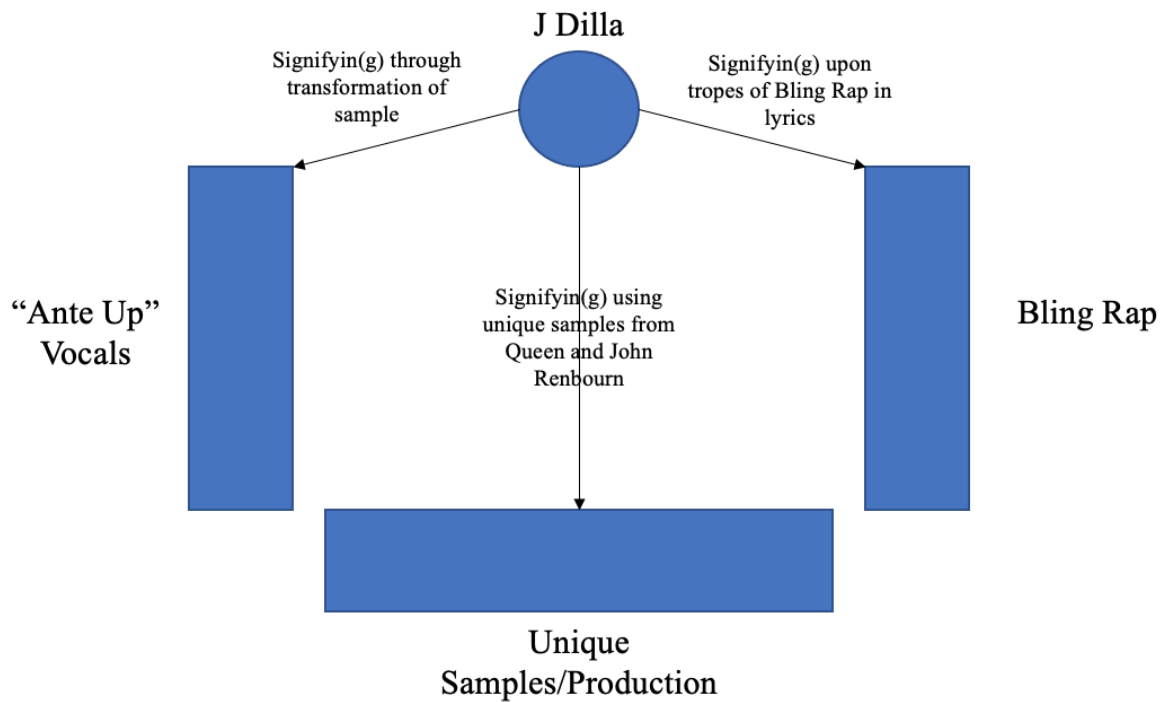 J Dilla
Signifyin(g) through
transformation of
sample
Signifyin(g) upon
tropes of Bling Rap in
lyrics
“Ante Up”
Vocals
Signifyin(g) using
unique samples from
Queen and John
Renbourn
Bling Rap
Unique
Samples/Production